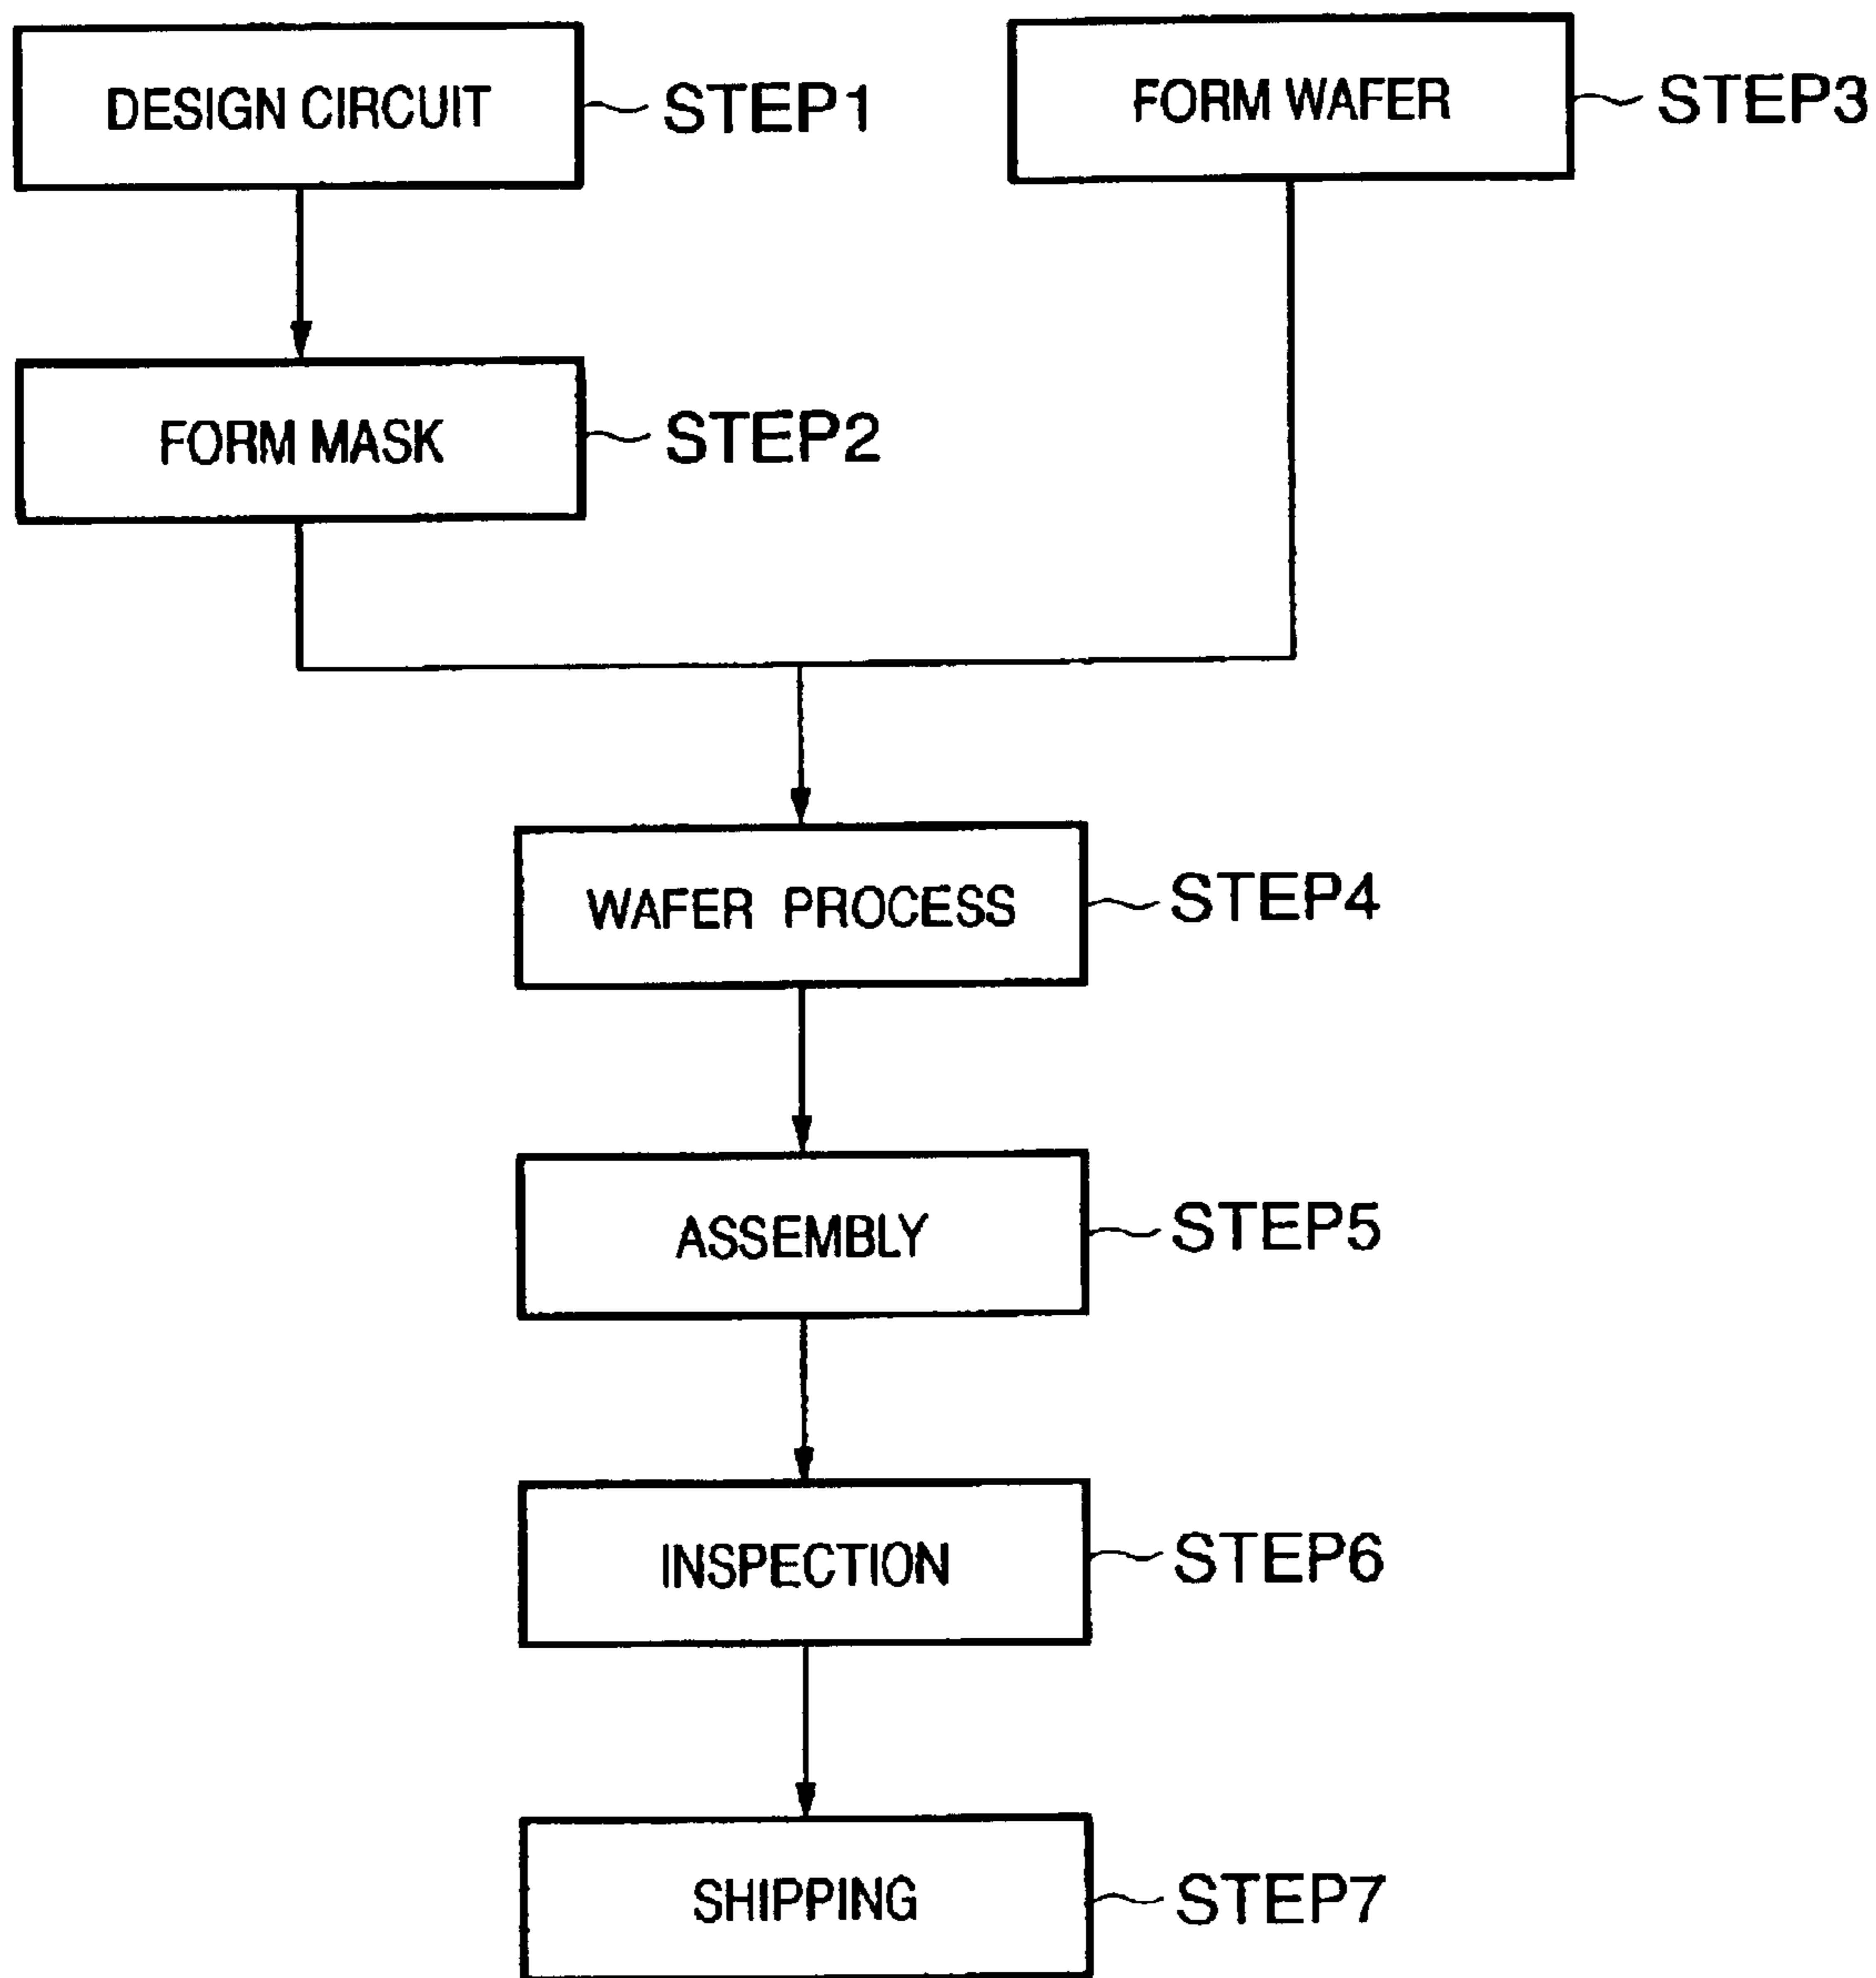 DESIGN CIRCUIT
STEP1
FORM WAFER
STEP3
FORM MASK
STEP2
WAFER PROCESS
STEP4
ASSEMBLY
STEP5
INSPECTION
STEP6
SHIPPING
STEP7